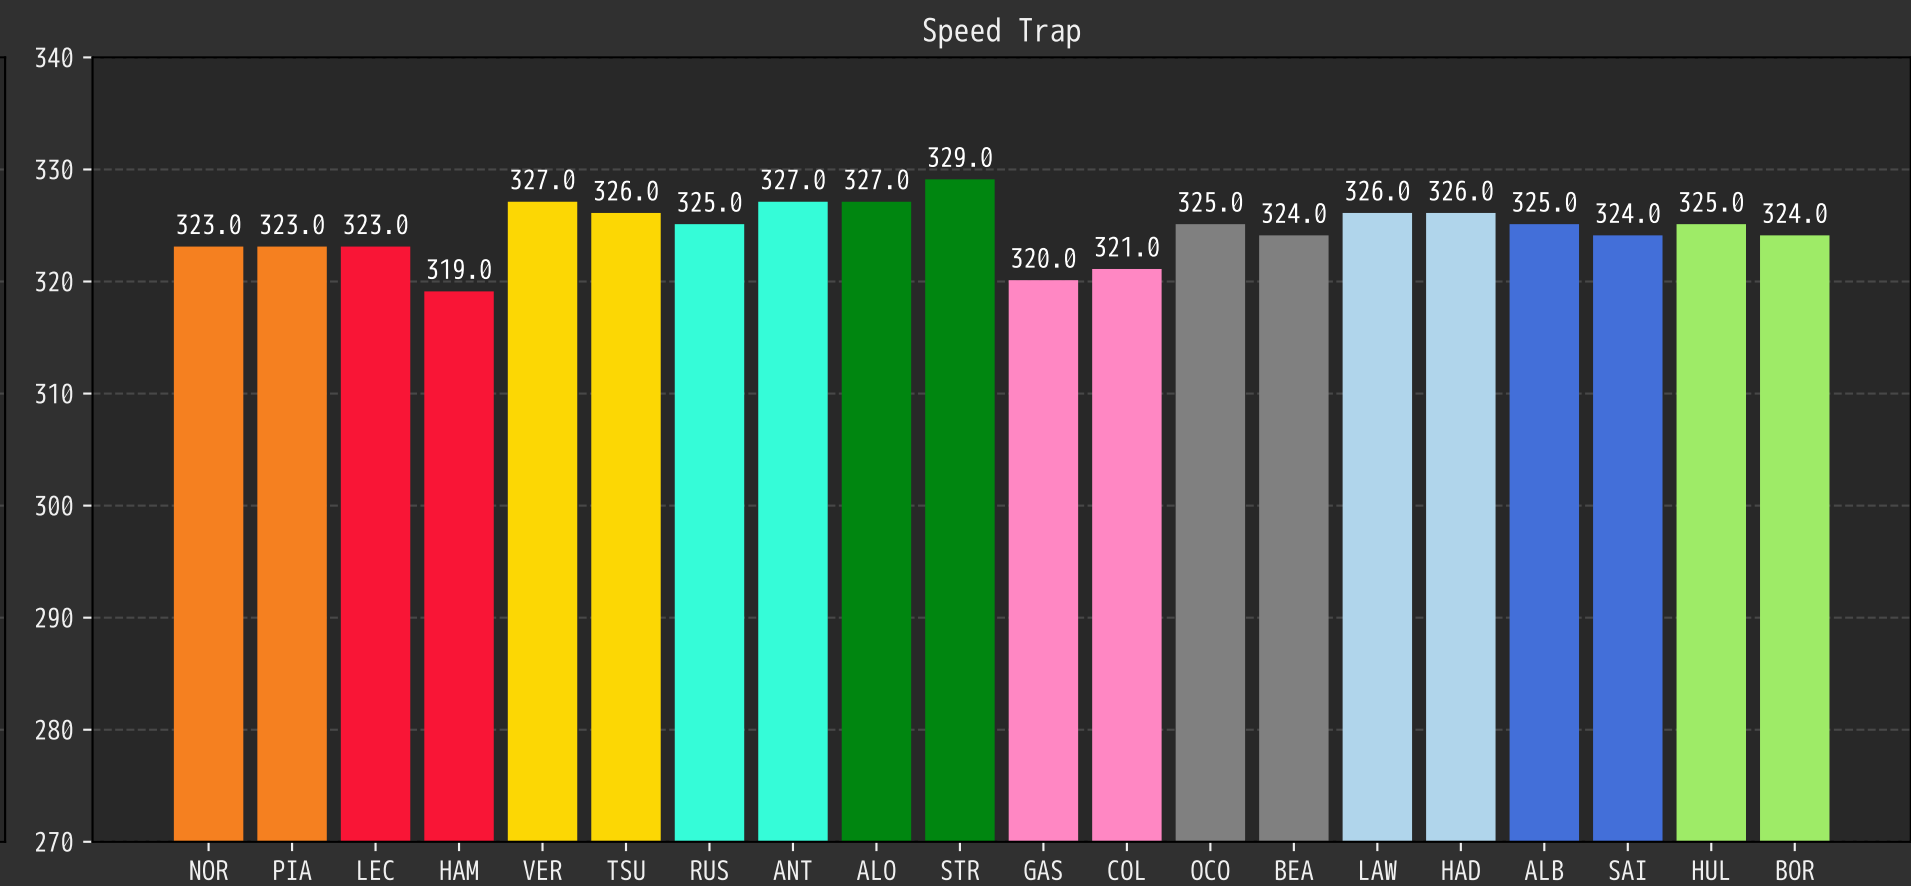 Speed Trap
340
330
320
310
300
290
280
270
323.0 323.0 323.0 319.0 327.0 326.0 325.0 327.0 327.0 329.0 320.0 321.0 325.0 324.0 326.0 326.0 325.0 324.0 325.0 324.0
NOR PIA LEC HAM VER TSU RUS ANT ALO STR GAS COL OCO BEA LAW HAD ALB SAI HUL BOR